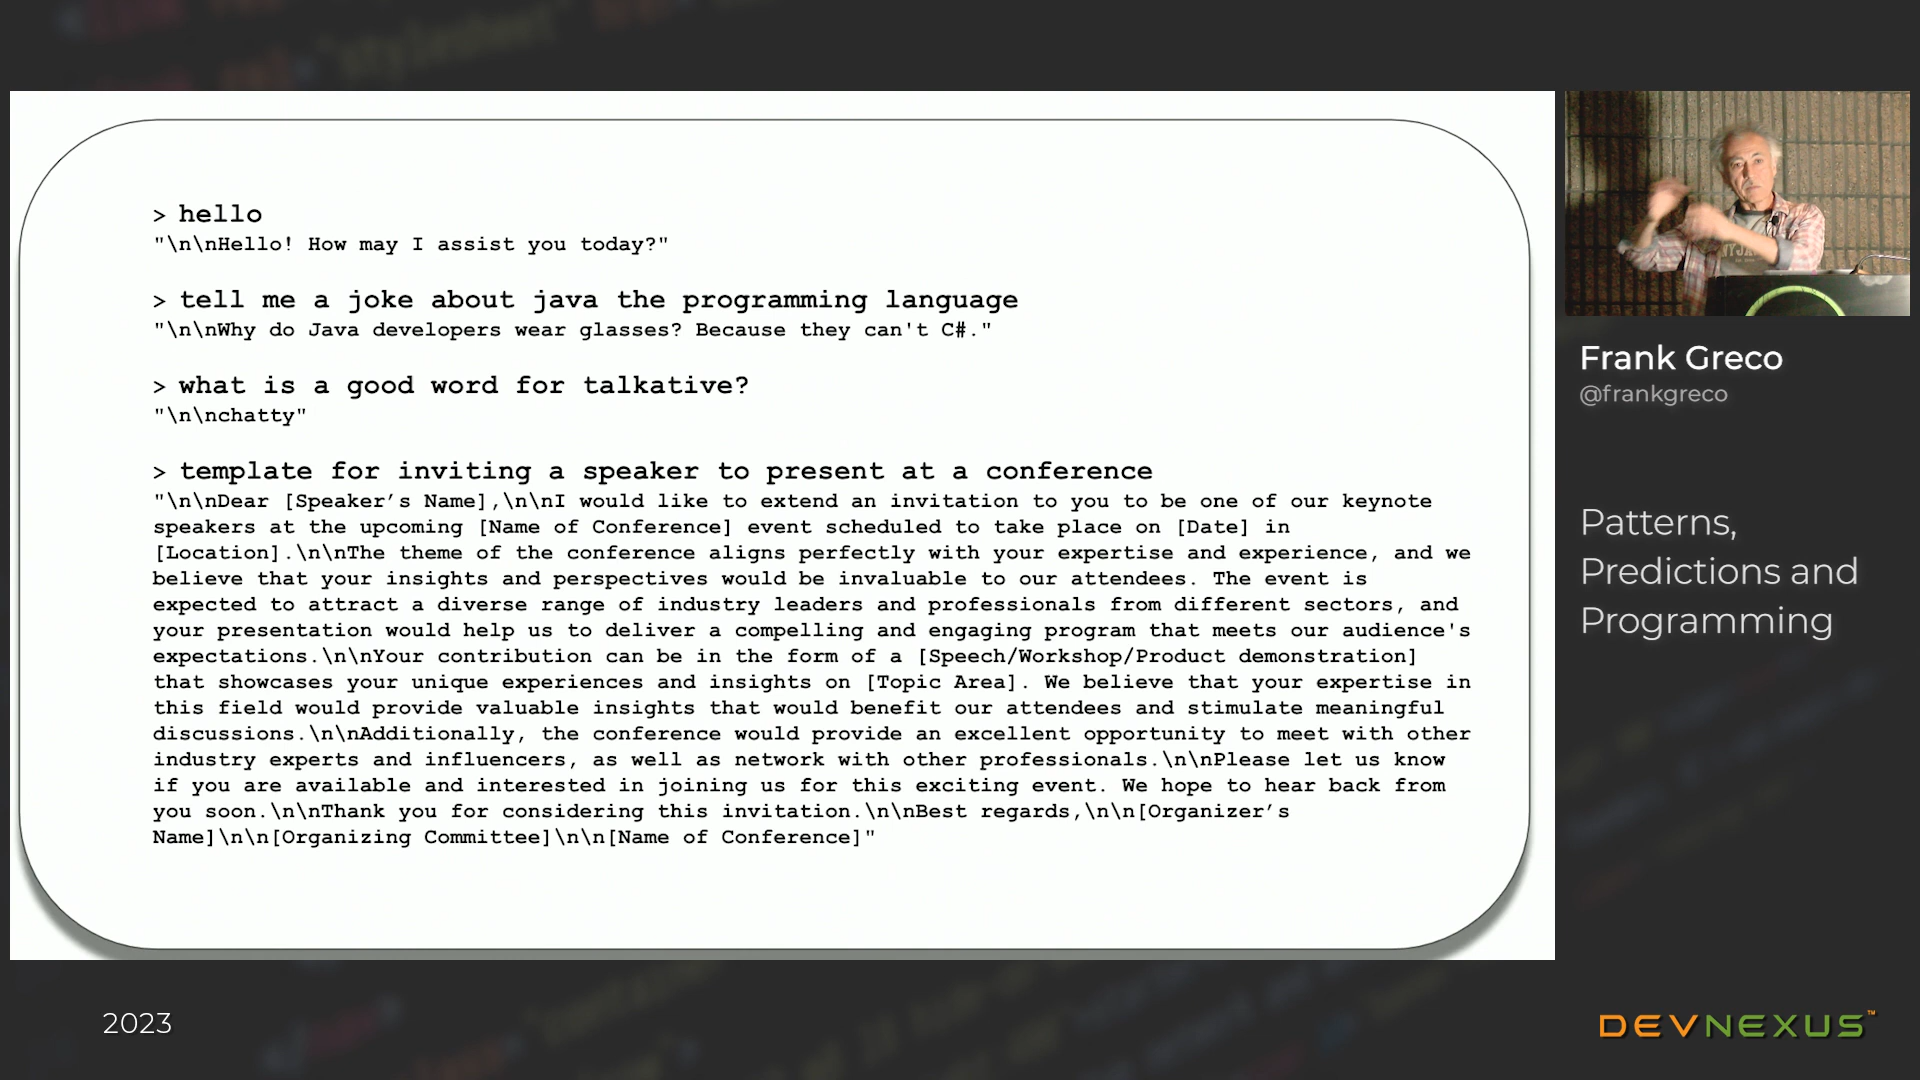 > hello
"\n\nHello! How may I assist you today?"
> tell me a joke about java the programming language
"\n\nWhy do Java developers wear glasses? Because they can't C#."
> what is a good word for talkative?
"\n\nchatty"
> template for inviting a speaker to present at a conference
"\n\nDear [Speaker’s Name],\n\nI would like to extend an invitation to you to be one of our keynote
speakers at the upcoming [Name of Conference] event scheduled to take place on [Date] in
[Location].\n\nThe theme of the conference aligns perfectly with your expertise and experience, and we
believe that your insights and perspectives would be invaluable to our attendees. The event is
expected to attract a diverse range of industry leaders and professionals from different sectors, and
your presentation would help us to deliver a compelling and engaging program that meets our audience's
expectations.\n\nYour contribution can be in the form of a [Speech/Workshop/Product demonstration]
that showcases your unique experiences and insights on [Topic Area]. We believe that your expertise in
this field would provide valuable insights that would benefit our attendees and stimulate meaningful
discussions.\n\nAdditionally, the conference would provide an excellent opportunity to meet with other
industry experts and influencers, as well as network with other professionals.\n\nPlease let us know
if you are available and interested in joining us for this exciting event. We hope to hear back from
you soon.\n\nThank you for considering this invitation.\n\nBest regards,\n\n[Organizer’s
Name]\n\n[Organizing Committee]\n\n[Name of Conference]"
Frank Greco
@frankgreco
Patterns,
Predictions and
Programming
2023
DEVNEXUS™